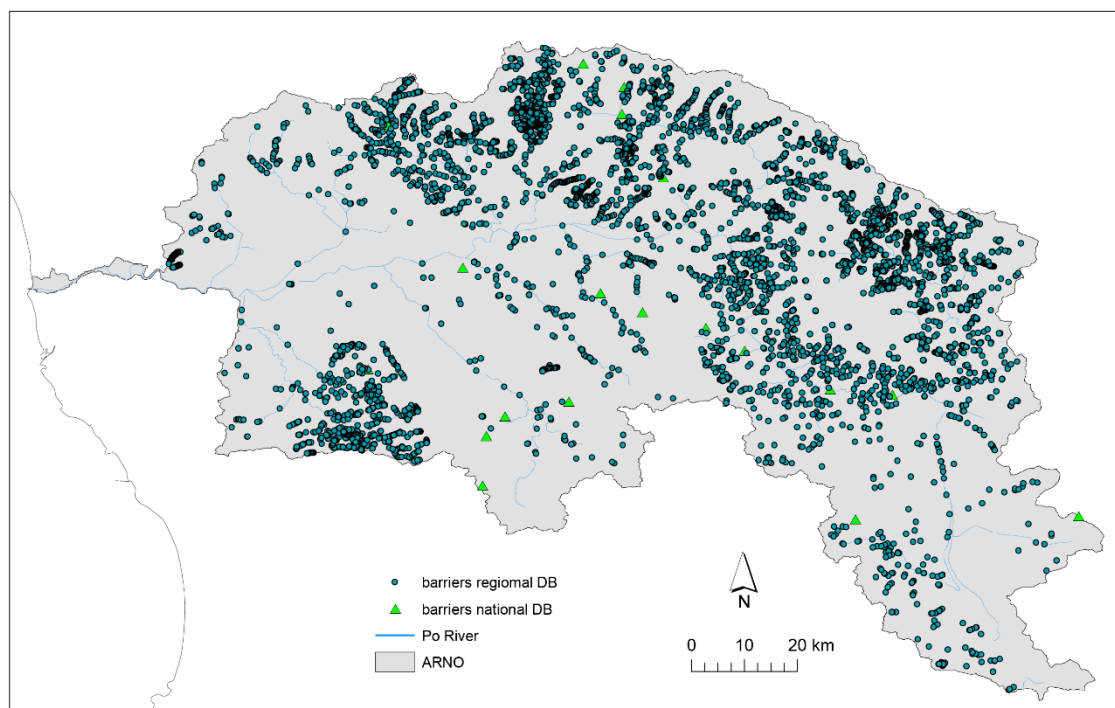 barriers regiomal DB
barriers national DB
Po River
ARNO
N
0 10 20 km